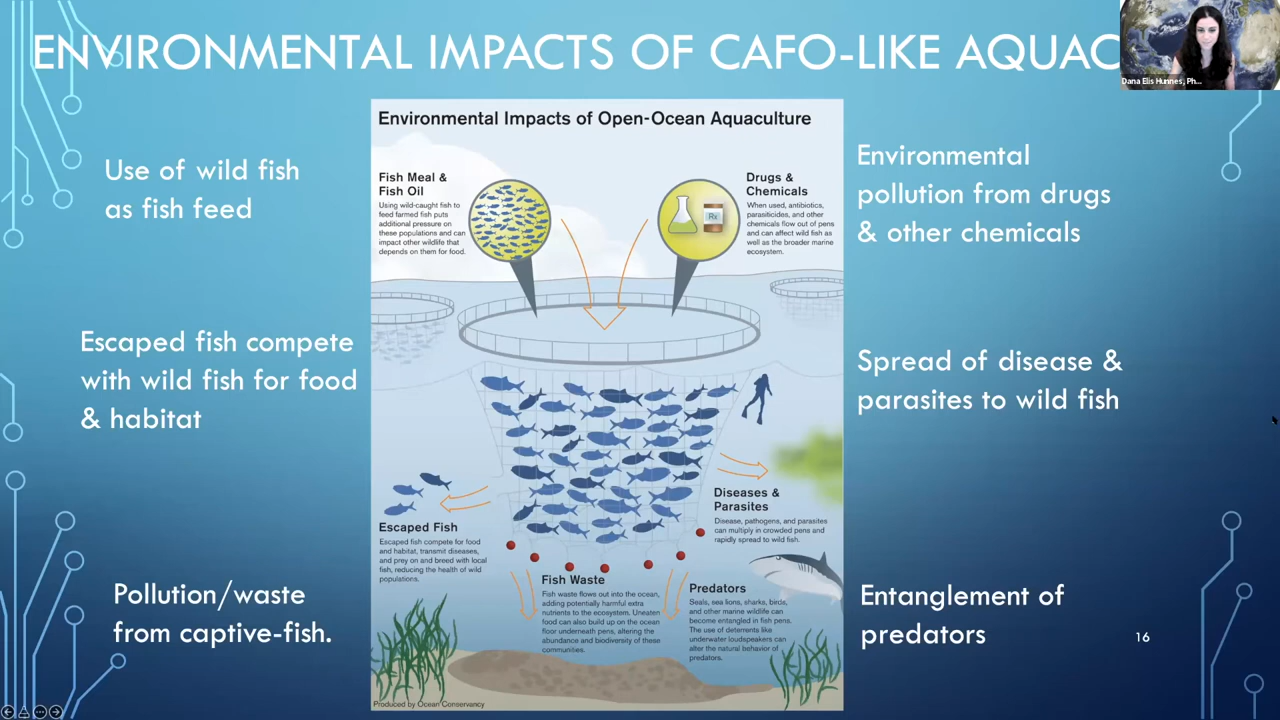 ENVIRONMENTAL IMPACTS OF CAFO-LIKE AQUAC
Dana Ellis Hunnes, Ph...
Use of wild fish
as fish feed
Escaped fish compete
with wild fish for food
& habitat
Pollution/waste
from captive-fish.
Environmental Impacts of Open-Ocean Aquaculture
Fish Meal &
Fish Oil
Using wild-caught fish to
feed farmed fish puts
additional pressure on
these populations and can
impact other wildlife that
depends on them for food.
Drugs &
Chemicals
When used, antibiotics,
parasiticides, and other
chemicals flow out of pens
and can affect wild fish as
well as the broader marine
ecosystem.
Rx
Diseases &
Parasites
Disease, pathogens, and parasites
can multiply in crowded pens and
rapidly spread to wild fish.
Escaped Fish
Escaped fish compete for food
and habitat, transmit diseases,
and prey on and breed with local
fish, reducing the health of wild
populations.
Fish Waste
Fish waste flows out into the ocean,
adding potentially harmful extra
nutrients to the ecosystem. Uneaten
food can also build up on the ocean
floor underneath pens, altering the
abundance and biodiversity of these
communities.
Predators
Seals, sea lions, sharks, birds,
and other marine wildlife can
become entangled in fish pens.
The use of deterrents like
underwater loudspeakers can
alter the natural behavior of
predators.
Produced by Ocean Conservancy
Environmental
pollution from drugs
& other chemicals
Spread of disease &
parasites to wild fish
Entanglement of
predators
16